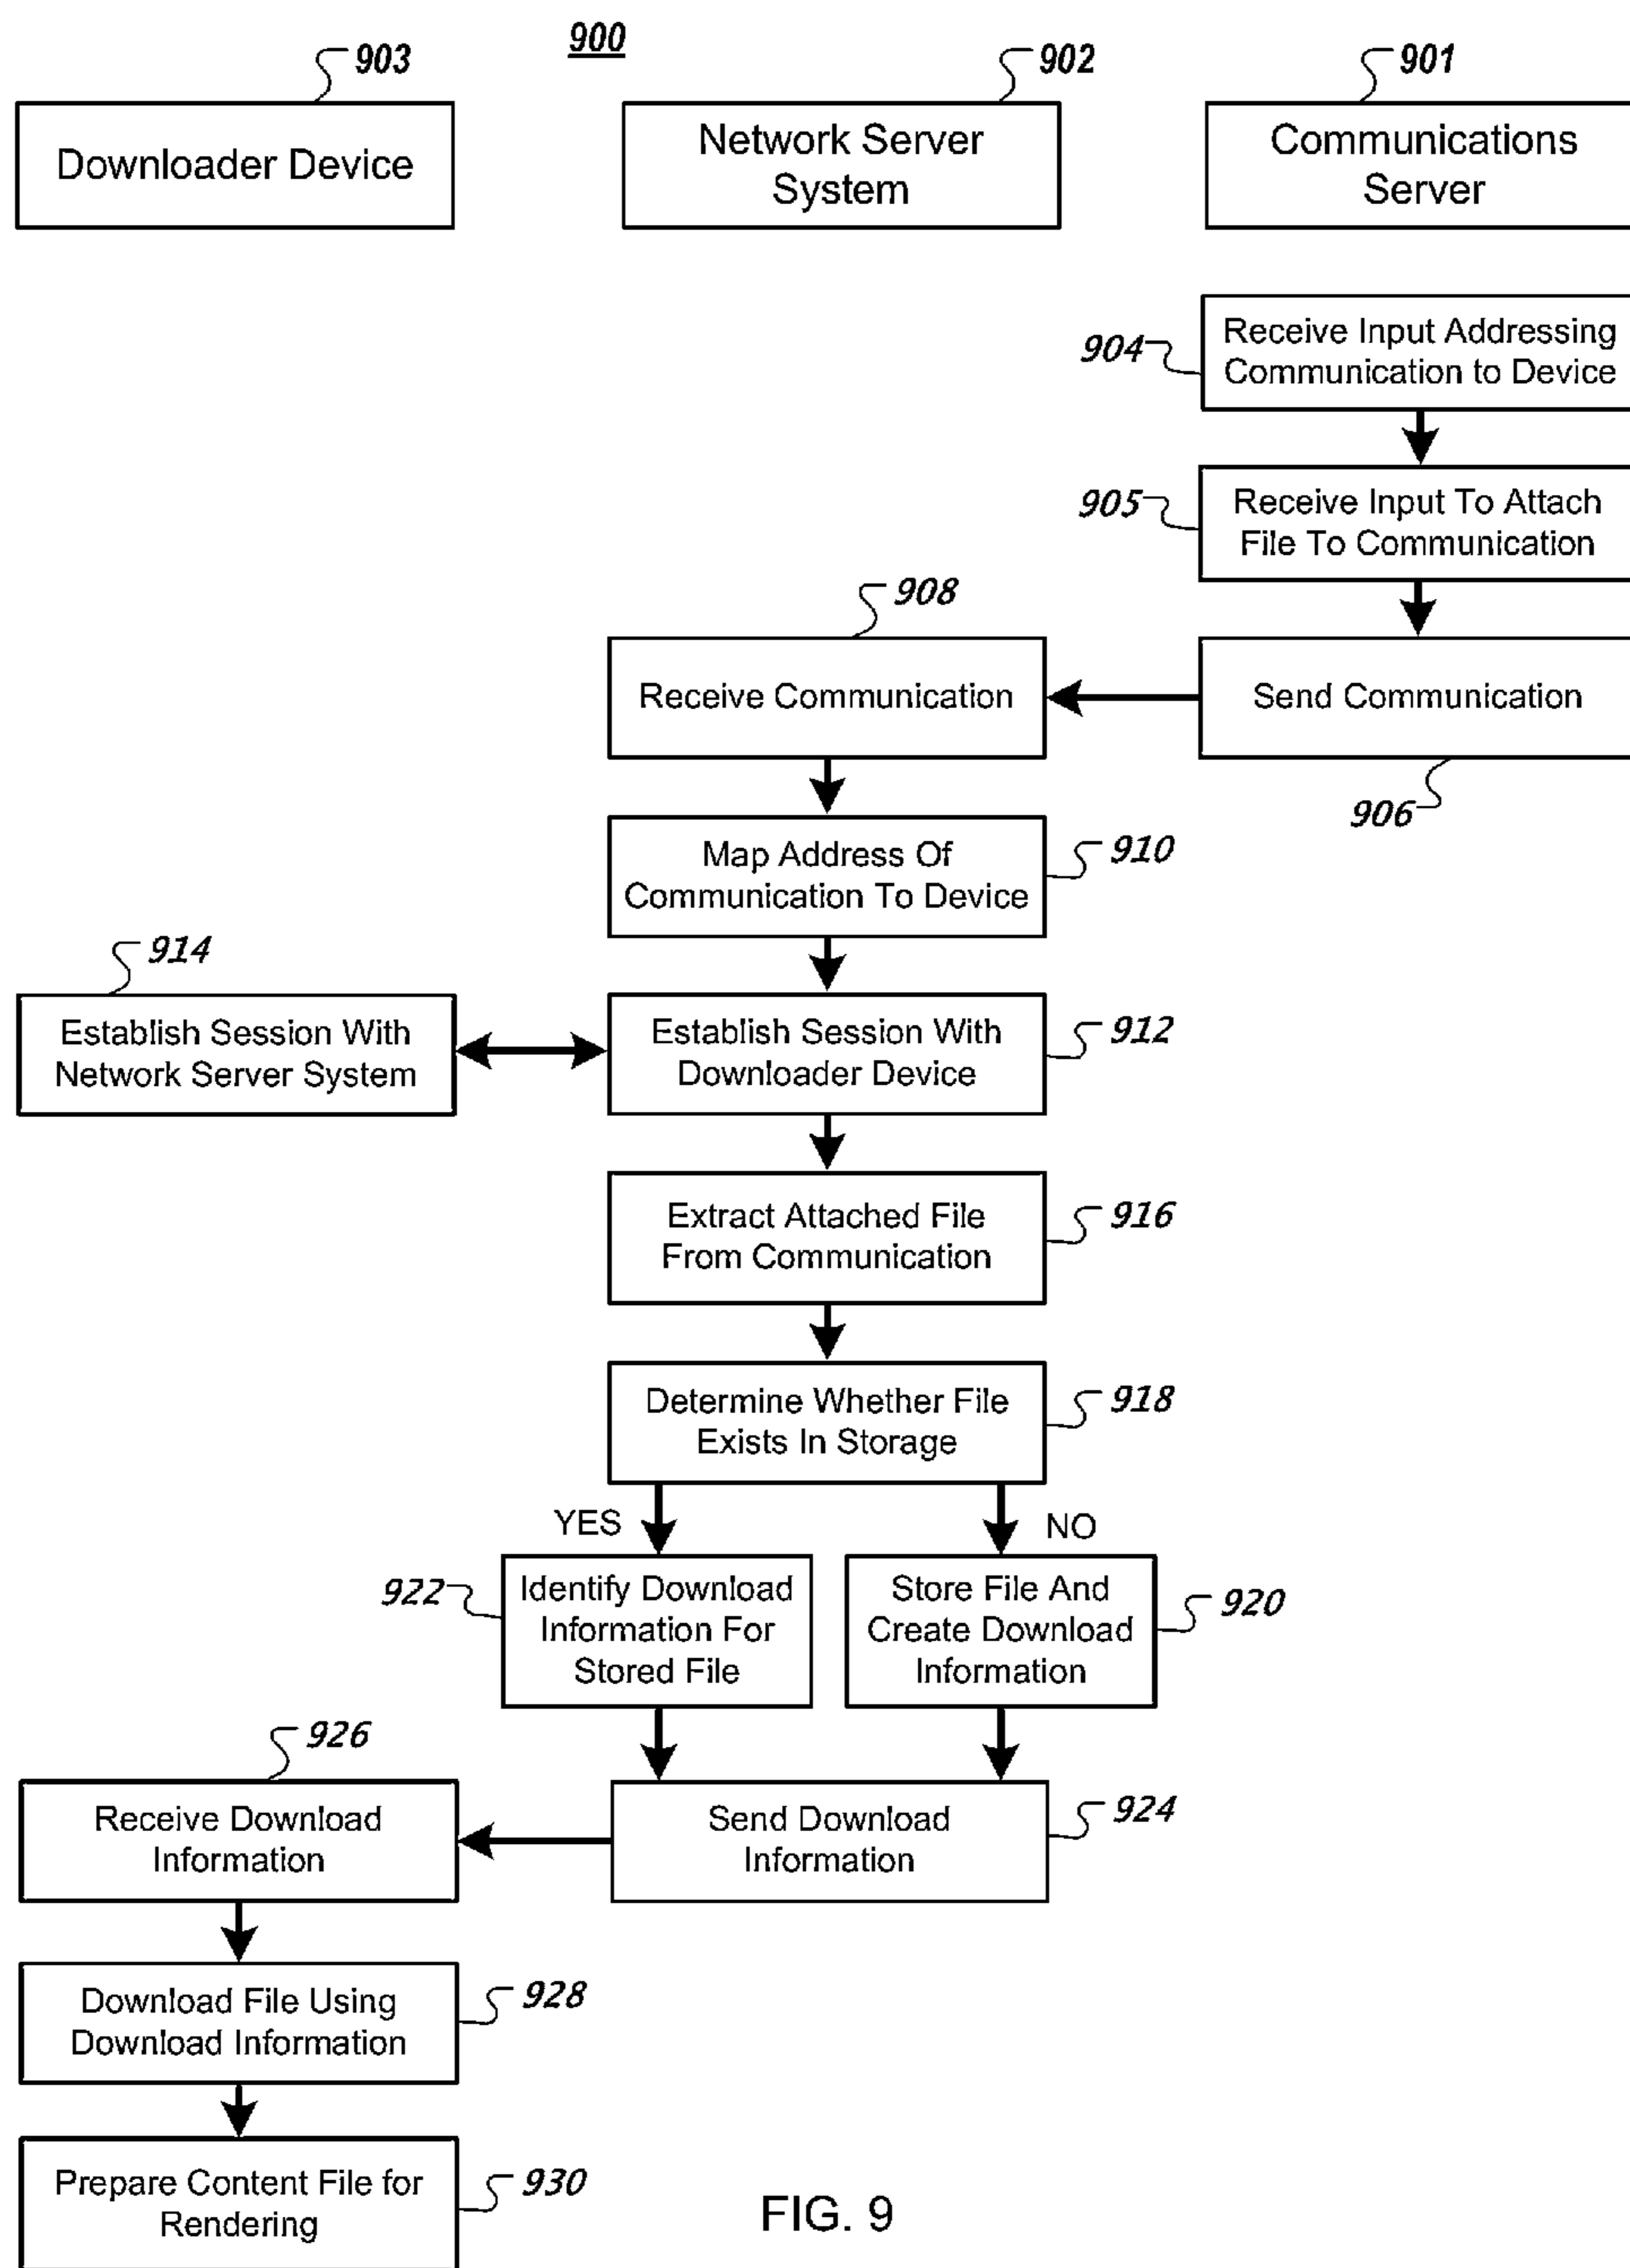 900
903
902
901
Downloader Device
Network Server
System
Communications
Server
904
Receive Input Addressing
Communication to Device
905
Receive Input To Attach
File To Communication
908
Receive Communication
Send Communication
906
Map Address Of
Communication To Device
910
914
Establish Session With
Network Server System
Establish Session With
Downloader Device
912
Extract Attached File
From Communication
916
Determine Whether File
Exists In Storage
918
YES
NO
922
Identify Download
Information For
Stored File
Store File And
Create Download
Information
920
926
Receive Download
Information
Send Download
Information
924
Download File Using
Download Information
928
Prepare Content File for
Rendering
930
FIG. 9